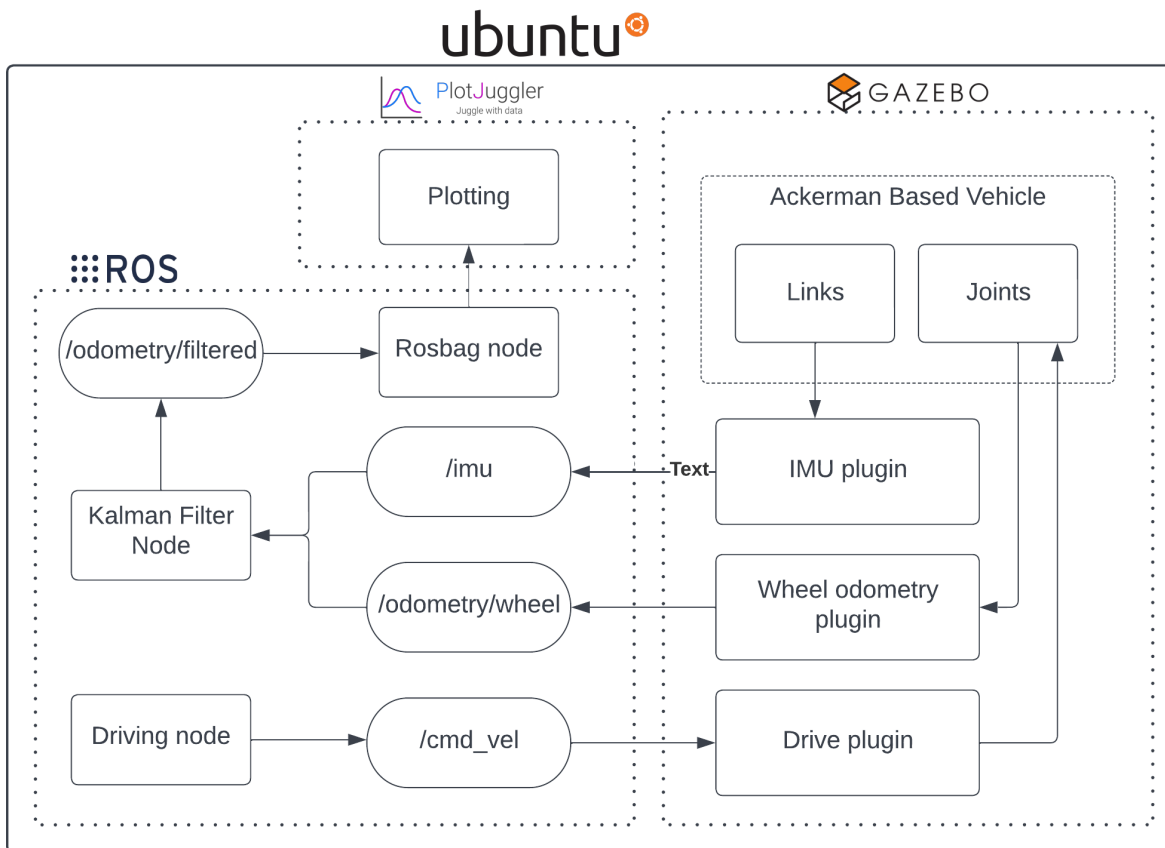 ubuntu
PlotJuggler
Juggle with data
GAZEBO
Plotting
Ackerman Based Vehicle
Links
Joints
ROS
/odometry/filtered
Rosbag node
/imu
Text
IMU plugin
Kalman Filter
Node
/odometry/wheel
Wheel odometry
plugin
Driving node
/cmd_vel
Drive plugin